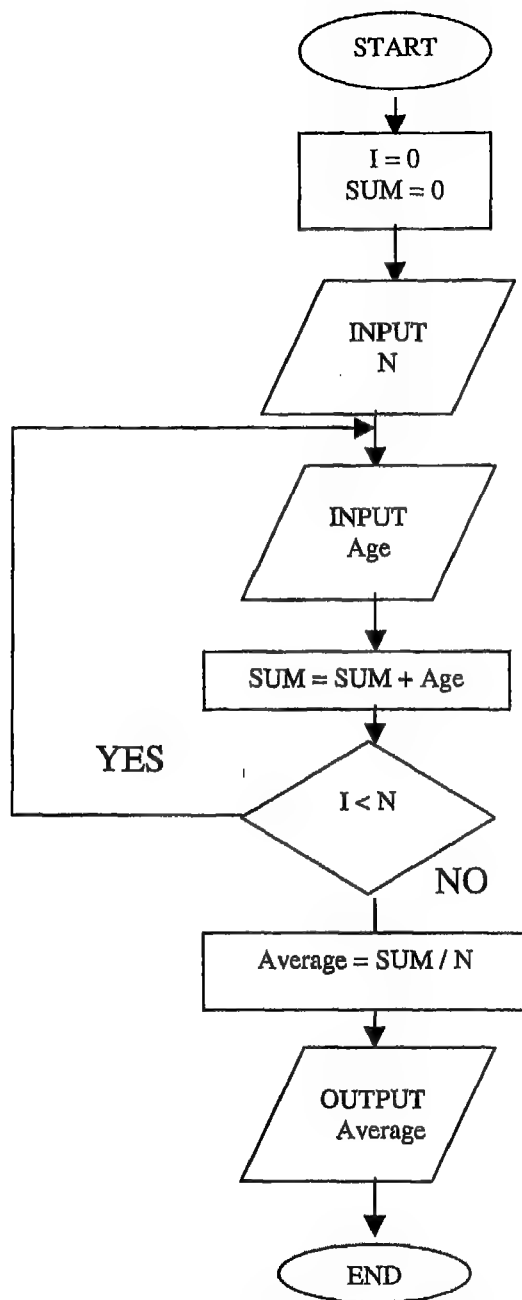 START
I = 0
SUM = 0
INPUT
N
INPUT
Age
SUM = SUM + Age
YES
I < N
NO
Average = SUM / N
OUTPUT
Average
END